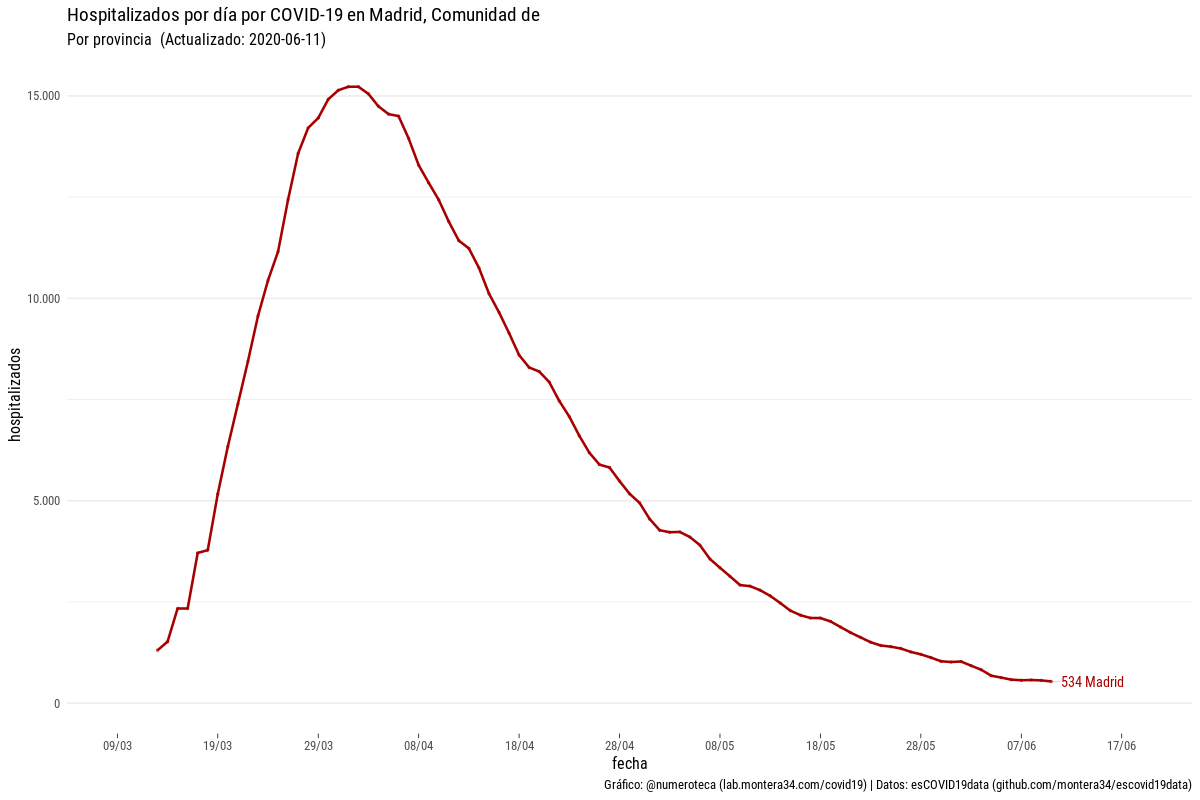 Hospitalizados por día por COVID-19 en Madrid, Comunidad de
Por provincia  (Actualizado: 2020-06-11)
hospitalizados
15.000
10.000
5.000
0
534 Madrid
09/03
19/03
29/03
08/04
18/04
28/04
08/05
18/05
28/05
07/06
17/06
fecha
Gráfico: @numeroteca (lab.montera34.com/covid19) | Datos: esCOVID19data (github.com/montera34/escovid19data)